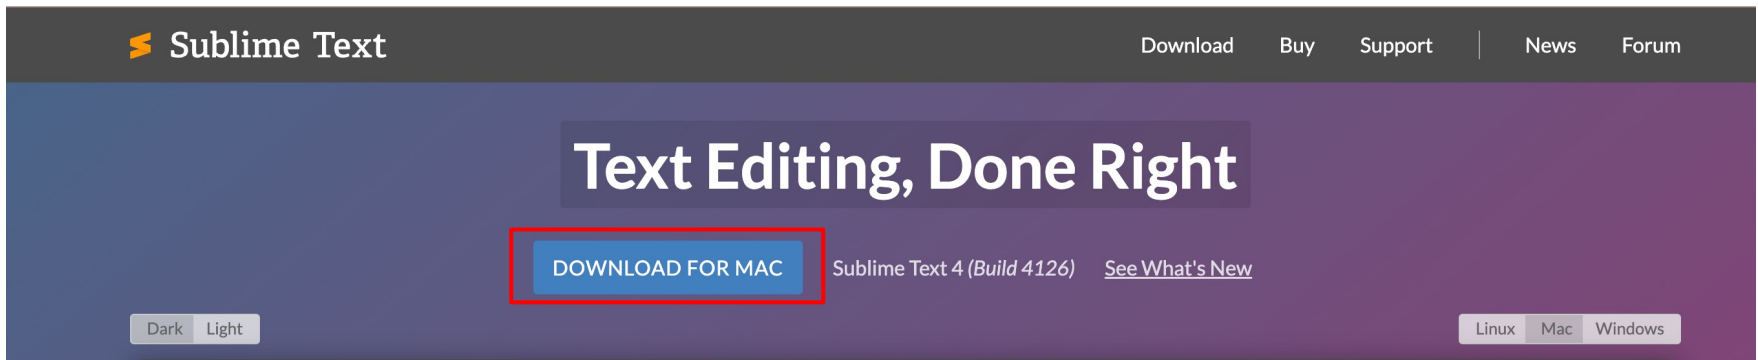 Sublime Text
Download Buy Support News Forum
Text Editing, Done Right
DOWNLOAD FOR MAC Sublime Text 4 (Build 4126) See What's New
Dark Light
Linux Mac Windows